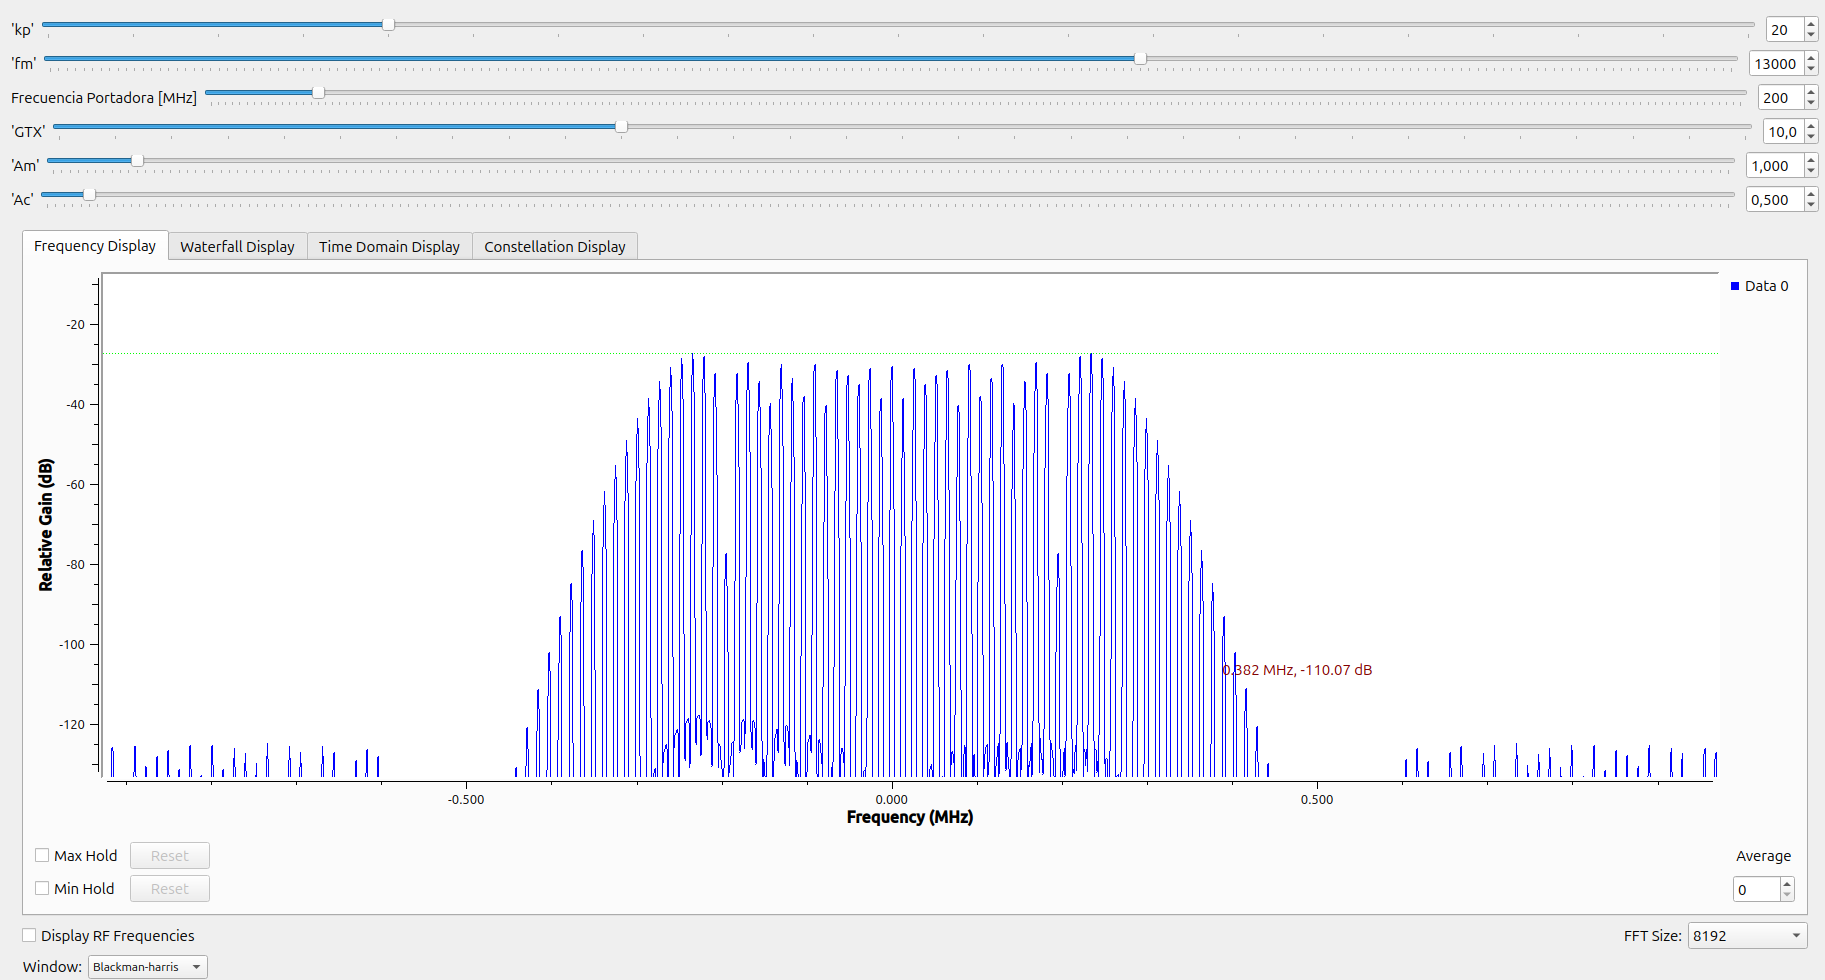 'kp' 20
'fm' 13000
Frecuencia Portadora [MHz] 200
'GTX' 10,0
'Am' 1,000
'Ac' 0,500
Frequency Display Waterfall Display Time Domain Display Constellation Display
Data 0
-20
-40
-60
-80
-100
-120
Relative Gain (dB)
0.382 MHz, -110.07 dB
-0.500 0.000 0.500
Frequency (MHz)
Max Hold Reset Average
Min Hold Reset 0
Display RF Frequencies FFT Size: 8192
Window: Blackman-harris